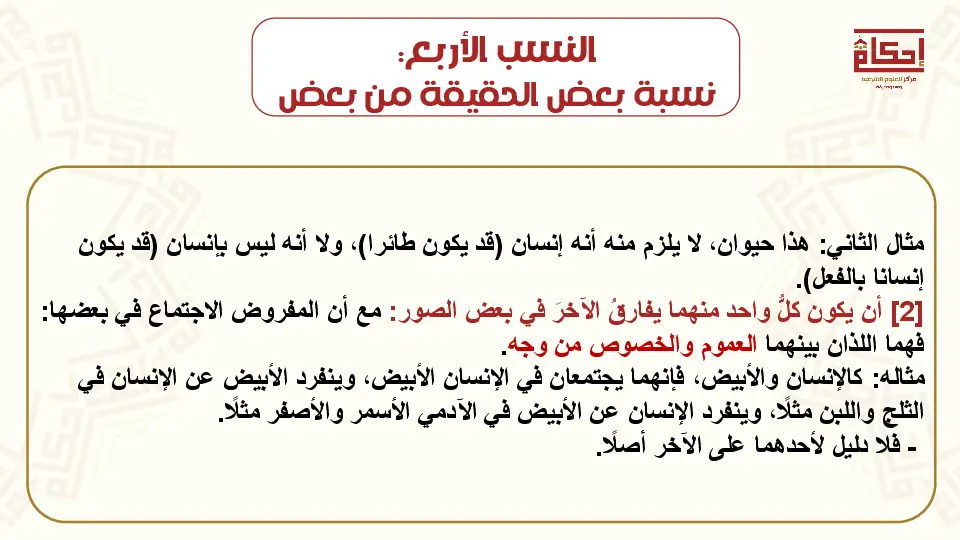 النسب الأربع:
نسبة بعض الحقيقة من بعض
إحكام
مركز للعلوم الشرعية
مثال الثاني: هذا حيوان، لا يلزم منه أنه إنسان (قد يكون طائرا)، ولا أنه ليس بإنسان (قد يكون
إنسانا بالفعل).
[2] أن يكون كلُّ واحد منهما يفارقُ الآخرَ في بعض الصور: مع أن المفروض الاجتماع في بعضها:
فهما اللذان بينهما العموم والخصوص من وجه.
مثاله: كالإنسان والأبيض، فإنهما يجتمعان في الإنسان الأبيض، وينفرد الأبيض عن الإنسان في
الثلج واللبن مثلًا، وينفرد الإنسان عن الأبيض في الآدمي الأسمر والأصفر مثلًا.
- فلا دليل لأحدهما على الآخر أصلًا.